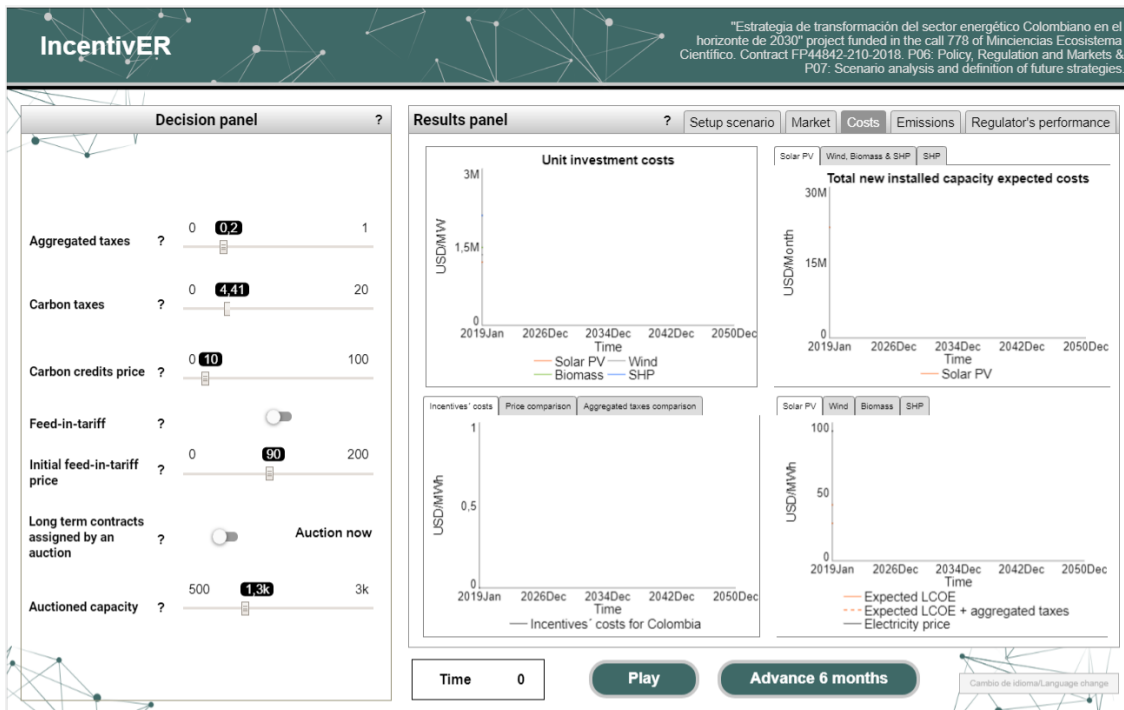 IncentivER
"Estrategia de transformación del sector energético Colombiano en el
horizonte de 2030" project funded in the call 778 of Minciencias Ecosistema
Científico. Contract FP44842-210-2018. P06: Policy, Regulation and Markets &
P07: Scenario analysis and definition of future strategies.
Decision panel ?
Aggregated taxes ? 0 0,2 1
Carbon taxes ? 0 4,41 20
Carbon credits price ? 0 10 100
Feed-in-tariff ?
Initial feed-in-tariff
price ? 0 90 200
Long term contracts
assigned by an
auction ? Auction now
Auctioned capacity ? 500 1,3k 3k
Results panel ? Setup scenario Market Costs Emissions Regulator's performance
Unit investment costs
USD/MW
3M
1,5M
0
2019Jan 2026Dec 2034Dec 2042Dec 2050Dec
Time
Solar PV Wind
Biomass SHP
Solar PV Wind, Biomass & SHP SHP
Total new installed capacity expected costs
USD/Month
30M
15M
0
2019Jan 2026Dec 2034Dec 2042Dec 2050Dec
Time
Solar PV
Incentives´ costs Price comparison Aggregated taxes comparison
USD/MWh
1
0.5
0
2019Jan 2026Dec 2034Dec 2042Dec 2050Dec
Time
Incentives´ costs for Colombia
Solar PV Wind Biomass SHP
USD/MWh
100
50
0
2019Jan 2026Dec 2034Dec 2042Dec 2050Dec
Time
Expected LCOE
Expected LCOE + aggregated taxes
Electricity price
Time 0
Play
Advance 6 months
Cambio de idioma/Language change